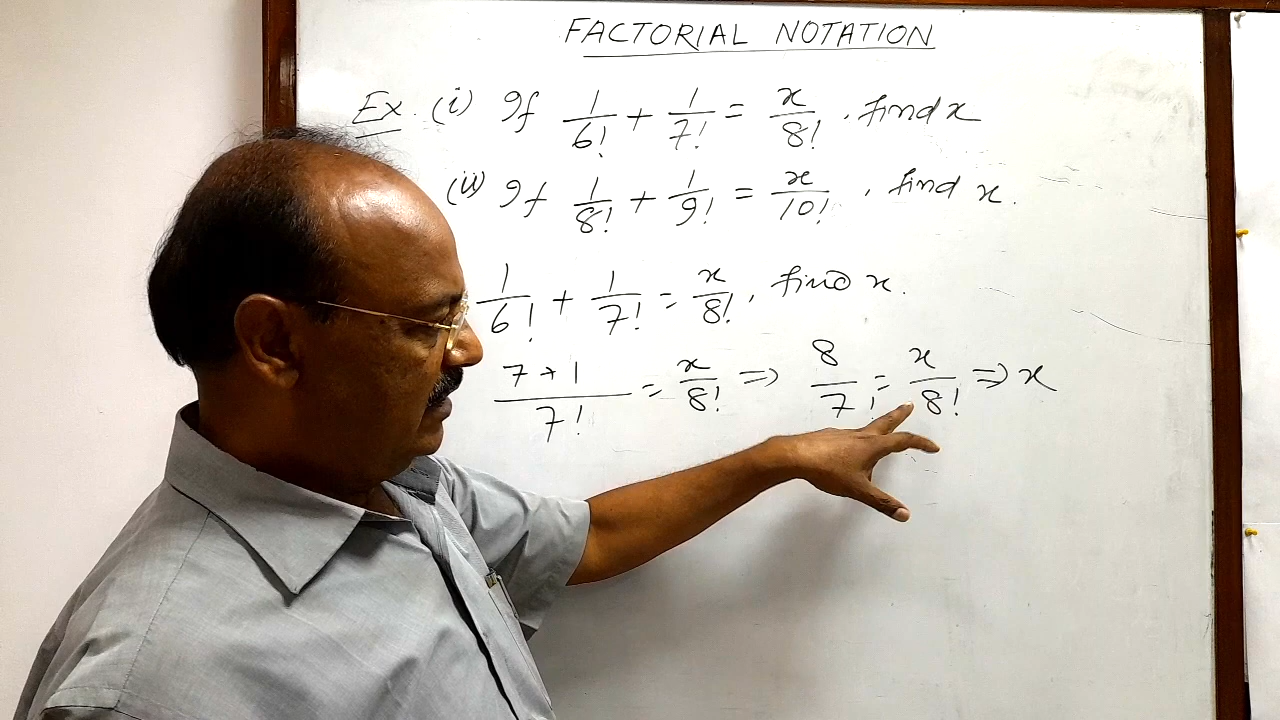 FACTORIAL NOTATION
Ex. (i) If 1/6! + 1/7! = x/8! , find x
(ii) If 1/8! + 1/9! = x/10! , find x.
1/6! + 1/7! = x/8! , find x.
7+1/7! = x/8! ⇒ 8/7! = x/8! ⇒ x